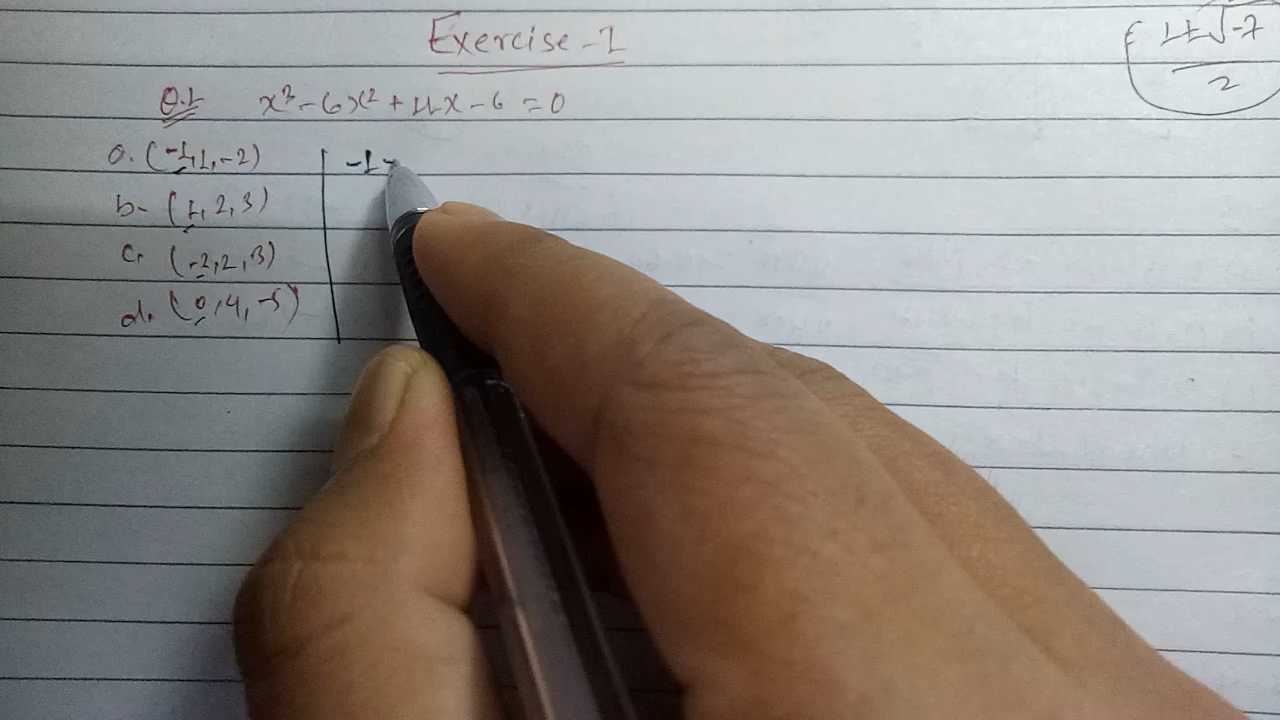 Exercise-1
1±√-7
2
Q.1 x³-6x²+11x-6=0
a. (-1,1,-2)
-1-
b- (1,2,3)
c. (-2,2,3)
d. (0,4,-5)